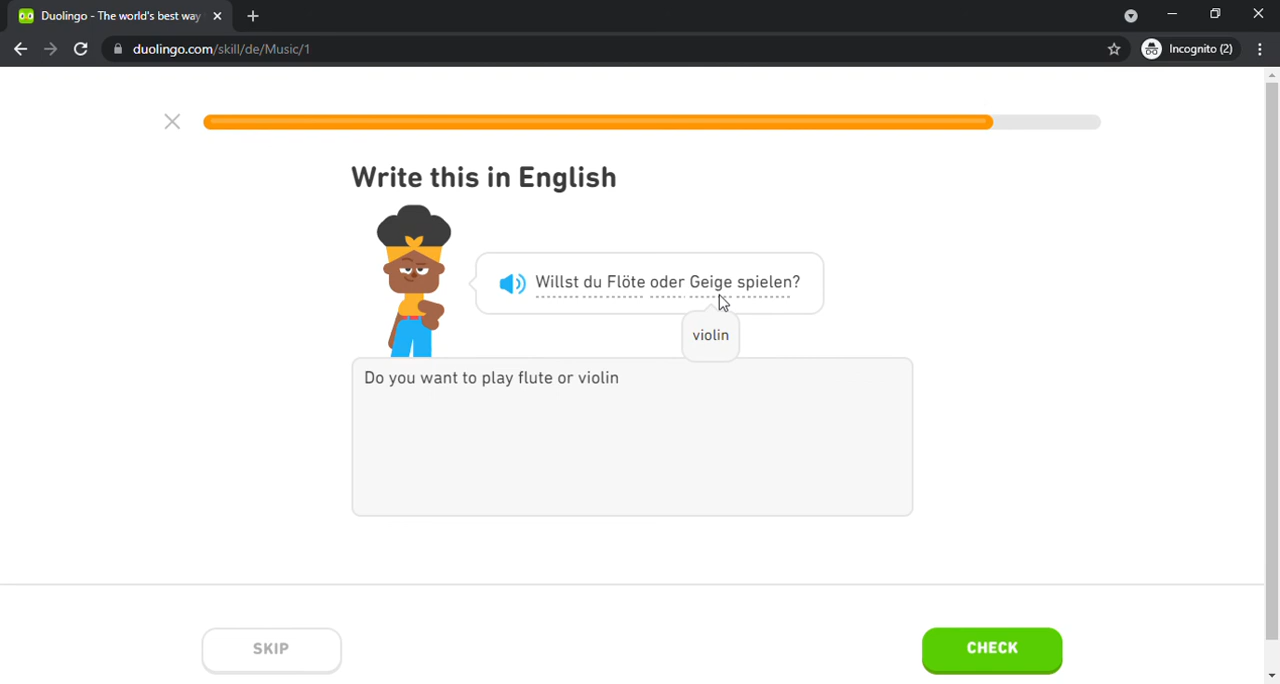 Duolingo - The world's best way
duolingo.com/skill/de/Music/1
Incognito (2)
Write this in English
Willst du Flöte oder Geige spielen?
violin
Do you want to play flute or violin
SKIP
CHECK